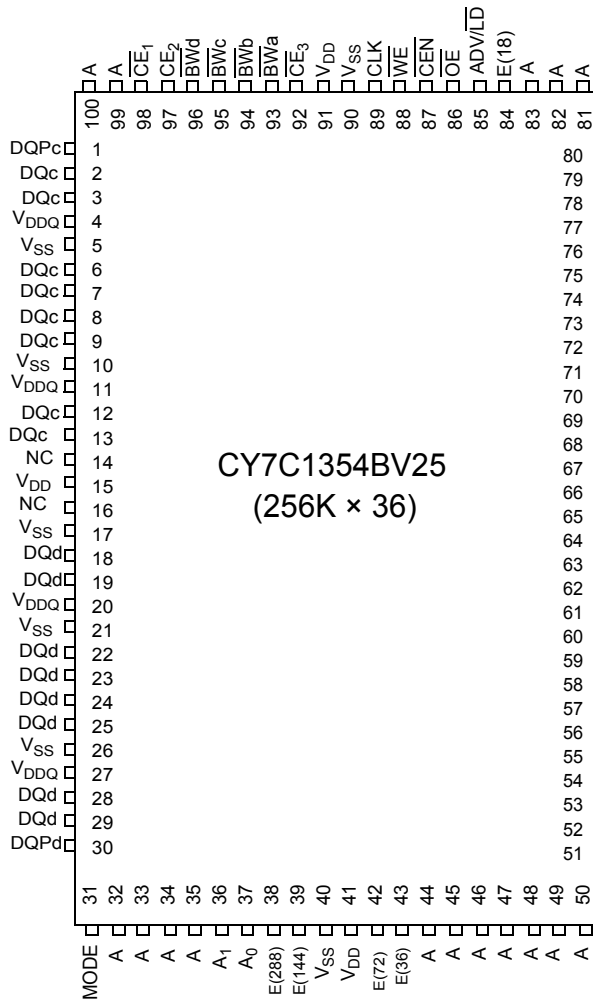 A
A
CE1
CE2
BWd
BWc
BWb
BWa
CE3
VDD
VSS
CLK
WE
CEN
OE
ADV/LD
E(18)
A
A
A
100
99
98
97
96
95
94
93
92
91
90
89
88
87
86
85
84
83
82
81
DQPc 1
DQc 2
DQc 3
VDDQ 4
VSS 5
DQc 6
DQc 7
DQc 8
DQc 9
VSS 10
VDDQ 11
DQc 12
DQc 13
NC 14
VDD 15
NC 16
VSS 17
DQd 18
DQd 19
VDDQ 20
VSS 21
DQd 22
DQd 23
DQd 24
DQd 25
VSS 26
VDDQ 27
DQd 28
DQd 29
DQPd 30
CY7C1354BV25
(256K × 36)
80
79
78
77
76
75
74
73
72
71
70
69
68
67
66
65
64
63
62
61
60
59
58
57
56
55
54
53
52
51
31
32
33
34
35
36
37
38
39
40
41
42
43
44
45
46
47
48
49
50
MODE
A
A
A
A
A1
A0
E(288)
E(144)
VSS
VDD
E(72)
E(36)
A
A
A
A
A
A
A